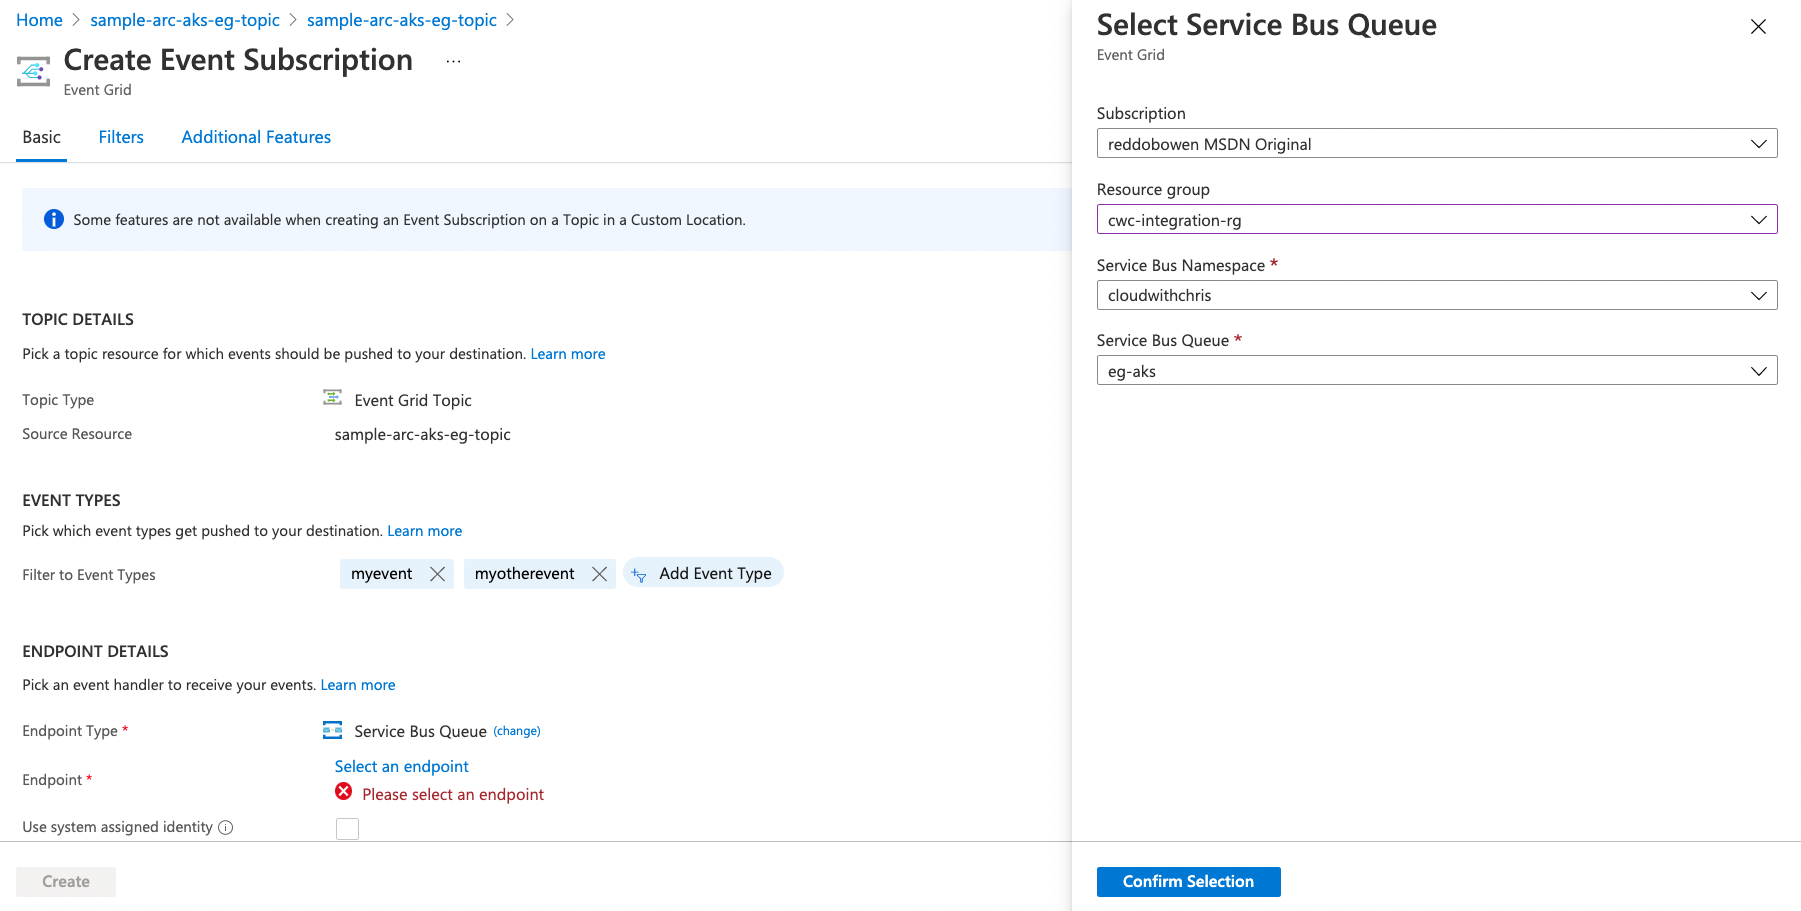 Home > sample-arc-aks-eg-topic > sample-arc-aks-eg-topic >
Create Event Subscription ...
Event Grid
Basic Filters Additional Features
Some features are not available when creating an Event Subscription on a Topic in a Custom Location.
TOPIC DETAILS
Pick a topic resource for which events should be pushed to your destination. Learn more
Topic Type Event Grid Topic
Source Resource sample-arc-aks-eg-topic
EVENT TYPES
Pick which event types get pushed to your destination. Learn more
Filter to Event Types myevent myotherevent Add Event Type
ENDPOINT DETAILS
Pick an event handler to receive your events. Learn more
Endpoint Type * Service Bus Queue (change)
Endpoint * Select an endpoint
Please select an endpoint
Use system assigned identity
Create
Select Service Bus Queue
Event Grid
Subscription
reddobowen MSDN Original
Resource group
cwc-integration-rg
Service Bus Namespace *
cloudwithchris
Service Bus Queue *
eg-aks
Confirm Selection